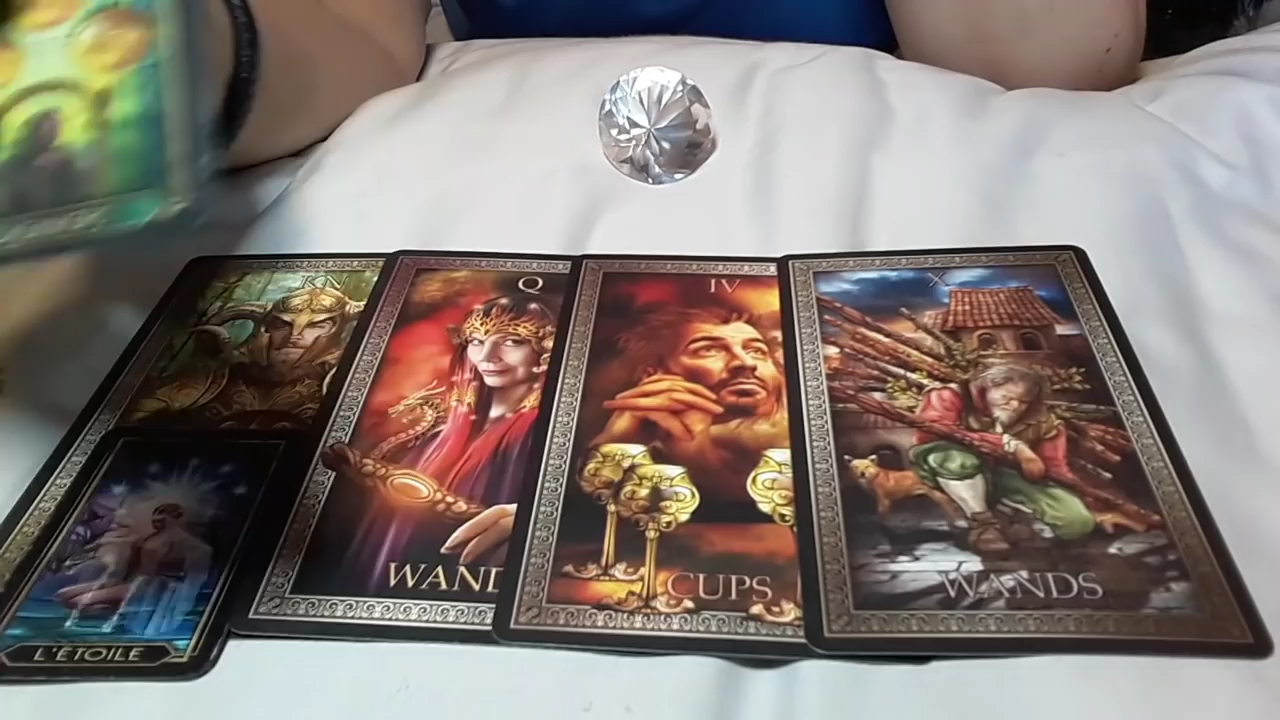 KN
Q
IV
X
WAND
CUPS
WANDS
L'ÉTOILE